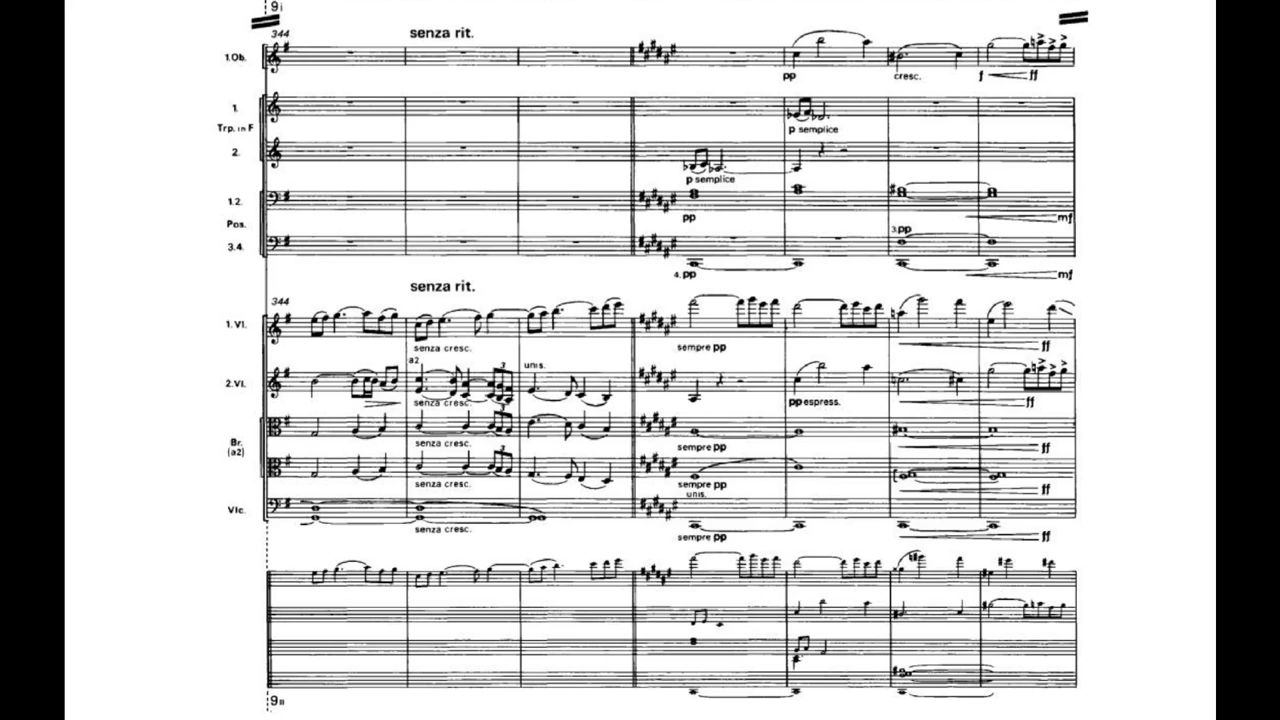 9I
344
senza rit.
1.Ob.
pp
cresc.
f
ff
1.
Trp. in F
p semplice
2.
p semplice
1.2.
pp
mf
Pos.
3.pp
3.4.
4.pp
mf
senza rit.
344
1.Vl.
senza cresc.
sempre pp
ff
a2
3
unis.
2.Vl.
senza cresc.
pp espress.
ff
3
senza cresc.
sempre pp
ff
Br.
(a2)
3
senza cresc.
sempre pp
ff
unis.
Vlc.
senza cresc.
sempre pp
ff
9II